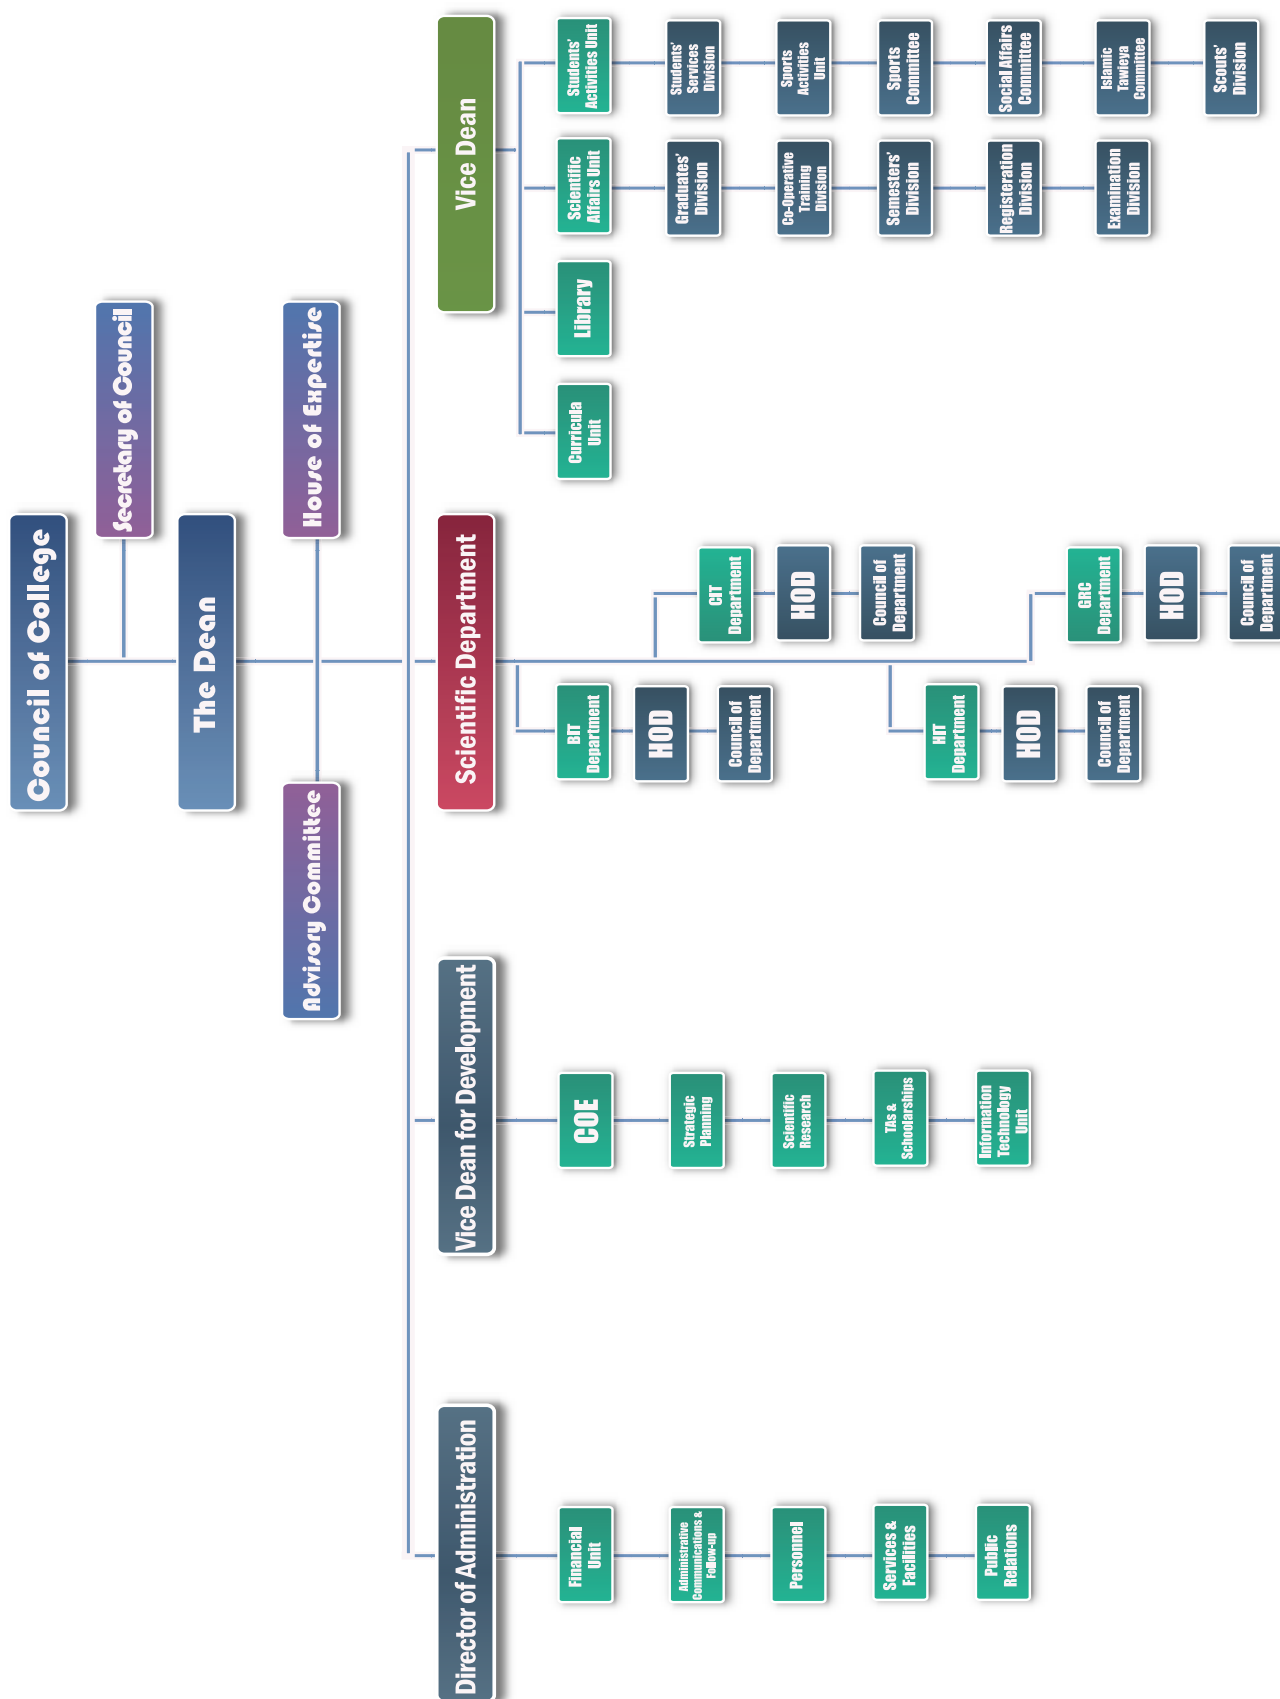 Council of College
Secretary of Council
The Dean
Advisory Committee
House of Expertise
Director of Administration
Financial
Unit
Administrative
Communications &
Follow-up
Personnel
Services &
Facilities
Public
Relations
Vice Dean for Development
COE
Strategic
Planning
Scientific
Research
TAs &
Schoolarships
Information
Technology
Unit
Scientific Department
BIT
Department
HOD
Council of
Department
CIT
Department
HOD
Council of
Department
HIT
Department
HOD
Council of
Department
GRC
Department
HOD
Council of
Department
Vice Dean
Curricula
Unit
Library
Scientific
Affairs Unit
Graduates'
Division
Co-Operative
Training
Division
Semesters'
Division
Registeration
Division
Examination
Division
Students'
Activities Unit
Students'
Services
Division
Sports
Activities
Unit
Sports
Committee
Social Affairs
Committee
Islamic
Tawleya
Committee
Scouts'
Division